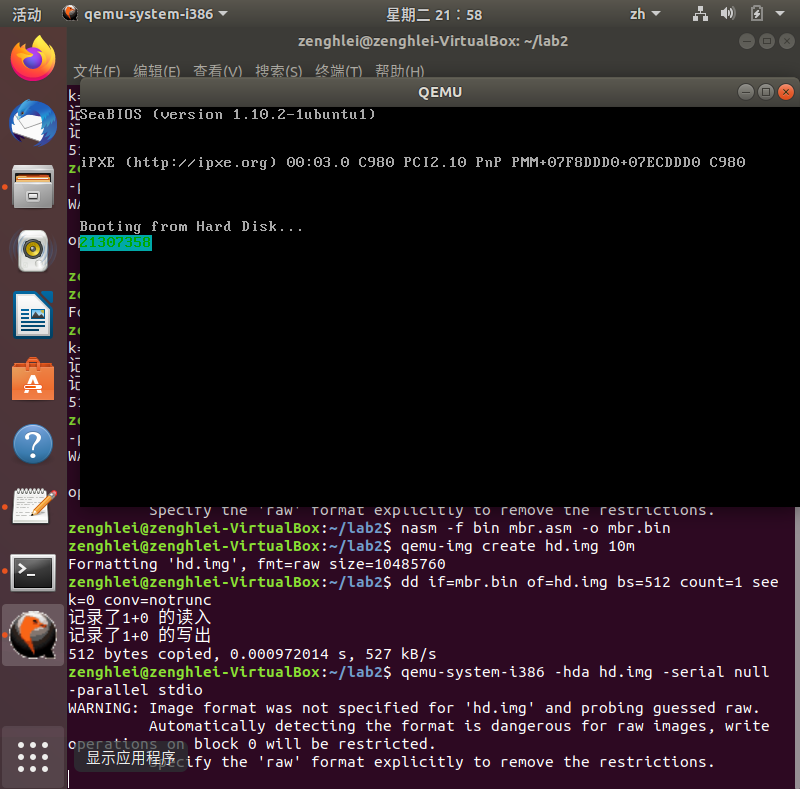 活动 qemu-system-i386 星期二 21：58 zh
zenghlei@zenghlei-VirtualBox: ~/lab2
文件(F) 编辑(E) 查看(V) 搜索(S) 终端(T) 帮助(H)
QEMU
SeaBIOS (version 1.10.2-1ubuntu1)
iPXE (http://ipxe.org) 00:03.0 C980 PCI2.10 PnP PMM+07F8DDD0+07ECDDD0 C980
Booting from Hard Disk...
21307358
Specify the 'raw' format explicitly to remove the restrictions.
zenghlei@zenghlei-VirtualBox:~/lab2$ nasm -f bin mbr.asm -o mbr.bin
zenghlei@zenghlei-VirtualBox:~/lab2$ qemu-img create hd.img 10m
Formatting 'hd.img', fmt=raw size=10485760
zenghlei@zenghlei-VirtualBox:~/lab2$ dd if=mbr.bin of=hd.img bs=512 count=1 see
k=0 conv=notrunc
记录了1+0 的读入
记录了1+0 的写出
512 bytes copied, 0.000972014 s, 527 kB/s
zenghlei@zenghlei-VirtualBox:~/lab2$ qemu-system-i386 -hda hd.img -serial null
-parallel stdio
WARNING: Image format was not specified for 'hd.img' and probing guessed raw.
Automatically detecting the format is dangerous for raw images, write
operations on block 0 will be restricted.
Specify the 'raw' format explicitly to remove the restrictions.
显示应用程序